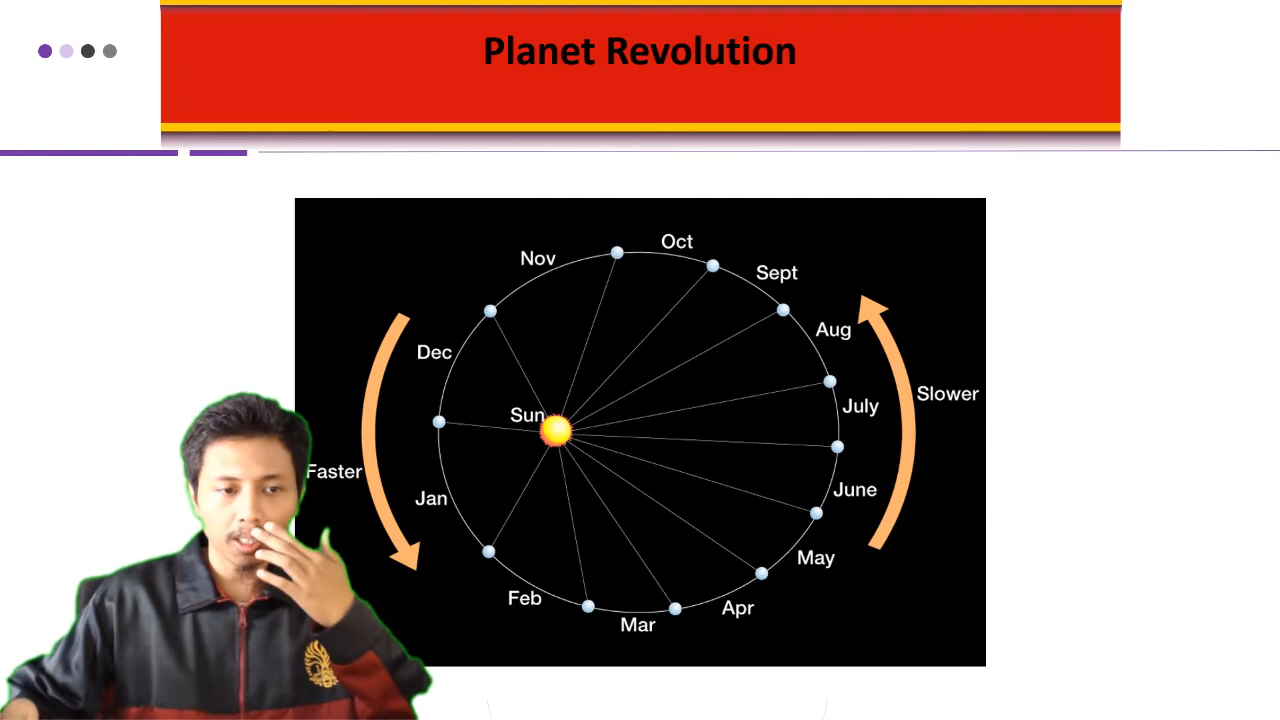 Planet Revolution
Oct
Nov
Sept
Aug
Dec
Slower
July
Sun
Faster
June
Jan
May
Feb
Apr
Mar